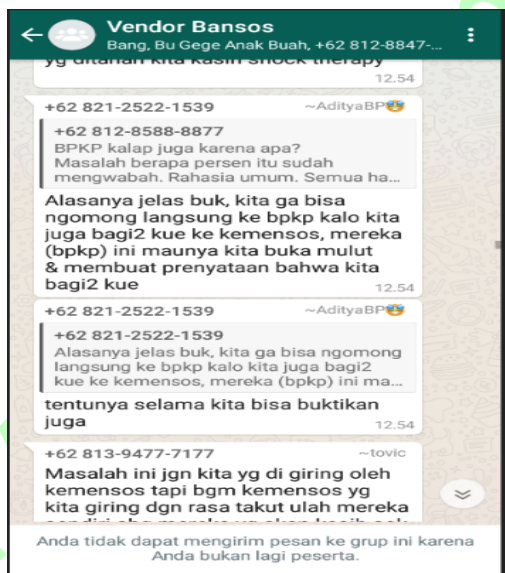 Vendor Bansos
Bang, Bu Gege Anak Buah, +62 812-8847-...
yg ditahan kita kasih shock therapy
12.54
+62 821-2522-1539 ~AdityaBP🤩
+62 812-8588-8877
BPKP kalap juga karena apa?
Masalah berapa persen itu sudah
mengwabah. Rahasia umum. Semua ha...
Alasanya jelas buk, kita ga bisa
ngomong langsung ke bpkp kalo kita
juga bagi2 kue ke kemensos, mereka
(bpkp) ini maunya kita buka mulut
& membuat prenyataan bahwa kita
bagi2 kue
12.54
+62 821-2522-1539 ~AdityaBP🤩
+62 821-2522-1539
Alasanya jelas buk, kita ga bisa ngomong
langsung ke bpkp kalo kita juga bagi2
kue ke kemensos, mereka (bpkp) ini ma...
tentunya selama kita bisa buktikan
juga
12.54
+62 813-9477-7177 ~tovic
Masalah ini jgn kita yg di giring oleh
kemensos tapi bgm kemensos yg
kita giring dgn rasa takut ulah mereka
Anda tidak dapat mengirim pesan ke grup ini karena
Anda bukan lagi peserta.